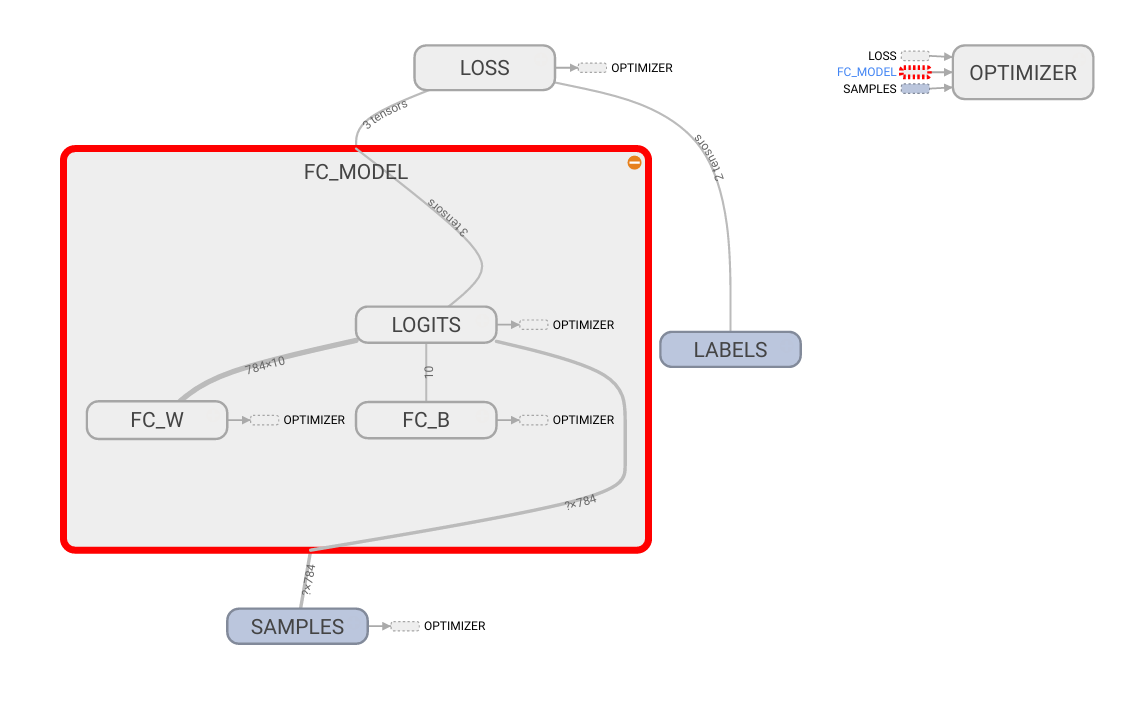 LOSS
OPTIMIZER
LOSS
FC_MODEL
SAMPLES
OPTIMIZER
3 tensors
2 tensors
FC_MODEL
3 tensors
LOGITS
OPTIMIZER
LABELS
784×10
10
FC_W
OPTIMIZER
FC_B
OPTIMIZER
?×784
?×784
SAMPLES
OPTIMIZER